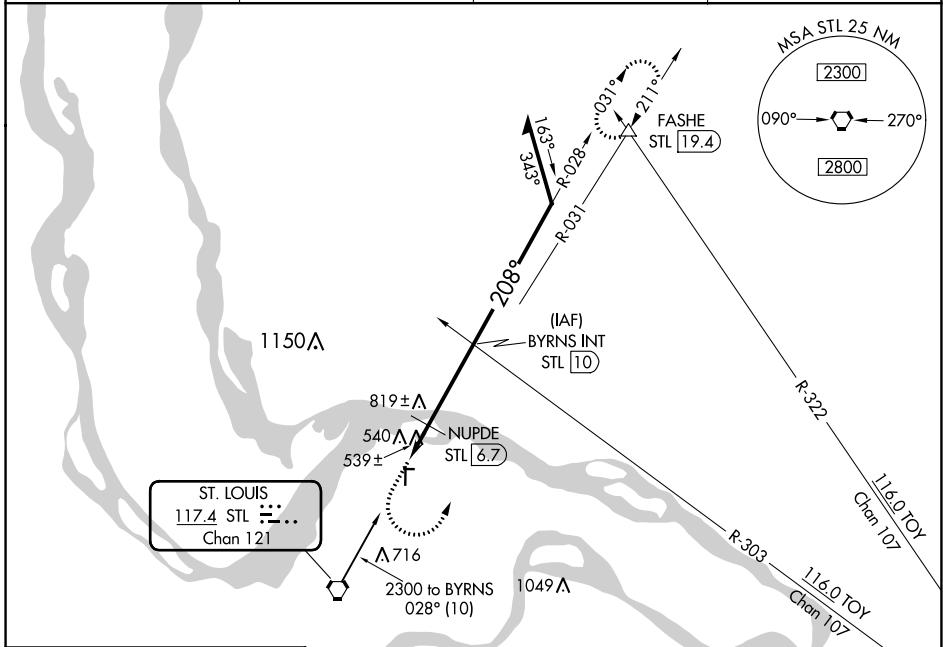 MSA STL 25 NM
2300
090°
270°
2800
031°
211°
FASHE
STL 19.4
163°
343°
R-028
R-031
208°
(IAF)
BYRNS INT
STL 10
1150
R-322
819±
540
NUPDE
STL 6.7
539±
ST. LOUIS
117.4 STL
Chan 121
116.0 TOY
Chan 107
R-303
716
2300 to BYRNS
028° (10)
1049
116.0 TOY
Chan 107